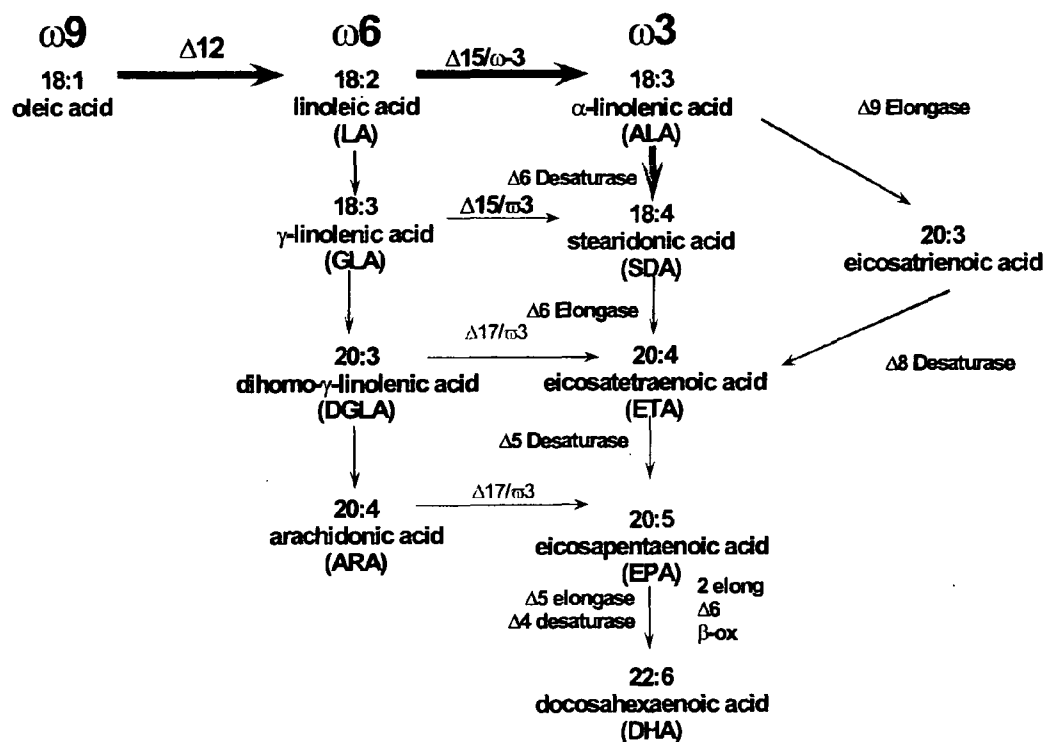 ω9
ω6
ω3
Δ12
Δ15/ω-3
18:1
oleic acid
18:2
linoleic acid
(LA)
18:3
α-linolenic acid
(ALA)
Δ9 Elongase
Δ6 Desaturase
18:3
γ-linolenic acid
(GLA)
Δ15/ϖ3
18:4
stearidonic acid
(SDA)
20:3
eicosatrienoic acid
Δ6 Elongase
Δ17/ϖ3
20:3
dihomo-γ-linolenic acid
(DGLA)
20:4
eicosatetraenoic acid
(ETA)
Δ8 Desaturase
Δ5 Desaturase
Δ17/ϖ3
20:4
arachidonic acid
(ARA)
20:5
eicosapentaenoic acid
(EPA)
Δ5 elongase
Δ4 desaturase
2 elong
Δ6
β-ox
22:6
docosahexaenoic acid
(DHA)